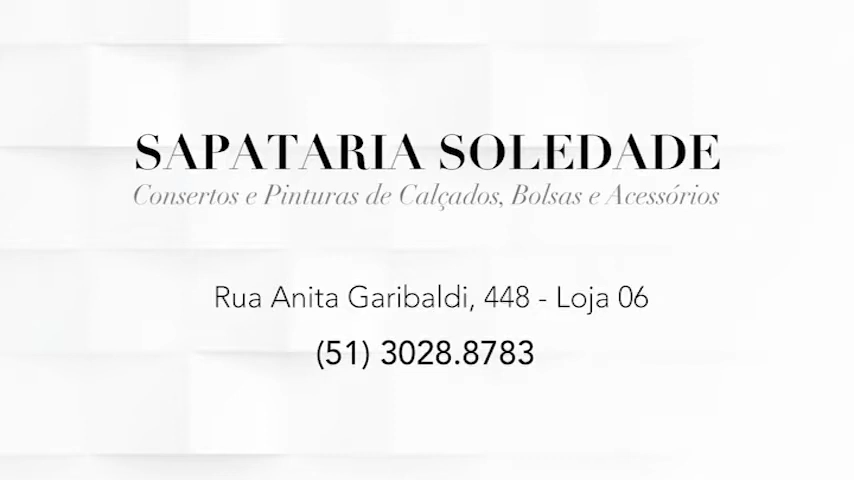 SAPATARIA SOLEDADE
Consertos e Pinturas de Calçados, Bolsas e Acessórios
Rua Anita Garibaldi, 448 - Loja 06
(51) 3028.8783